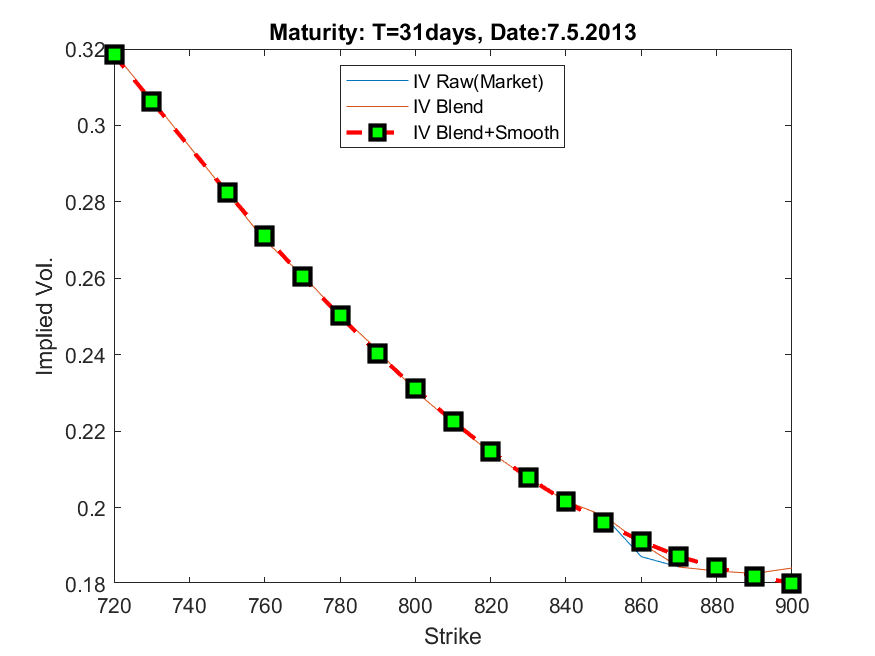 Maturity: T=31days, Date:7.5.2013
IV Raw(Market)
IV Blend
IV Blend+Smooth
0.32
0.3
0.28
0.26
0.24
0.22
0.2
0.18
Implied Vol.
720 740 760 780 800 820 840 860 880 900
Strike